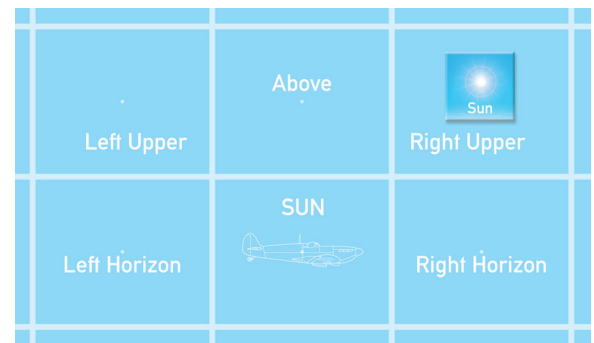 Above
Sun
Left Upper
Right Upper
SUN
Left Horizon
Right Horizon